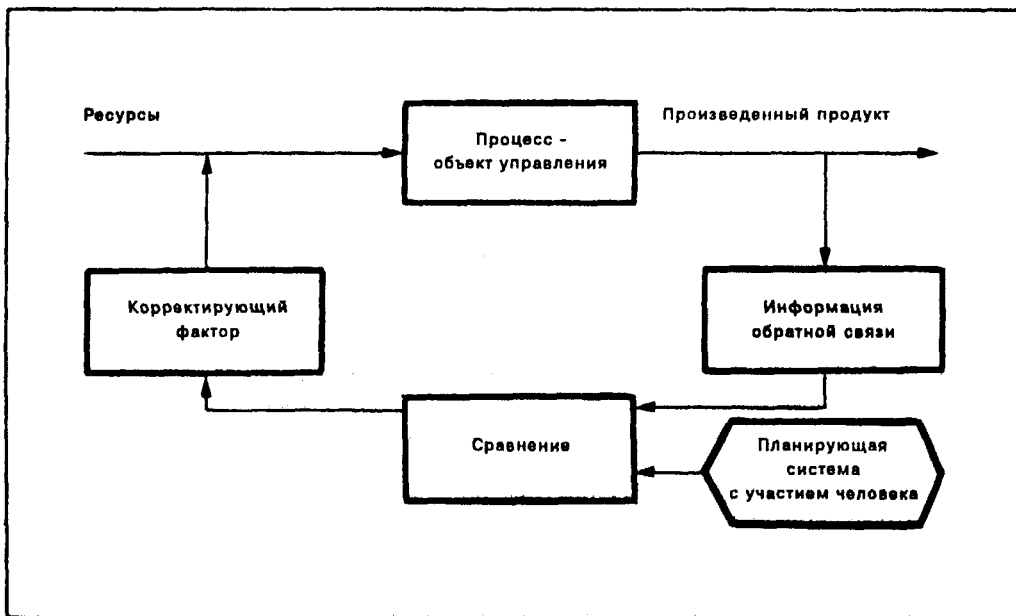 Ресурсы
Процесс -
объект управления
Произведенный продукт
Корректирующий
фактор
Информация
обратной связи
Сравнение
Планирующая
система
с участием человека